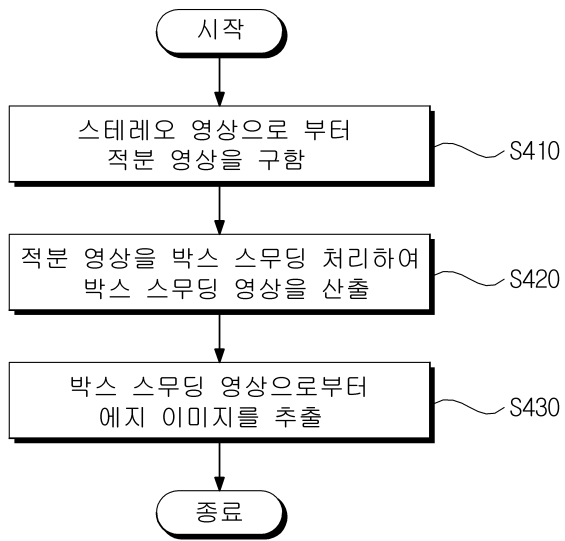 시작
스테레오 영상으로 부터
적분 영상을 구함
S410
적분 영상을 박스 스무딩 처리하여
박스 스무딩 영상을 산출
S420
박스 스무딩 영상으로부터
에지 이미지를 추출
S430
종료